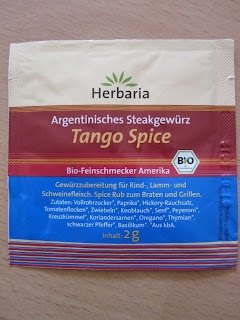 Herbaria
Argentinisches Steakgewürz
Tango Spice
Bio-Feinschmecker Amerika
BIO
Gewürzzubereitung für Rind-, Lamm- und
Schweinefleisch. Spice Rub zum Braten und Grillen.
Zutaten: Vollrohrzucker*, Paprika*, Hickory-Rauchsalz,
Tomatenflocken*, Zwiebeln*, Knoblauch*, Senf*, Peperoni*,
Kreuzkümmel*, Koriandersamen*, Oregano*, Thymian*,
schwarzer Pfeffer*, Basilikum*. *Aus kbA.
Inhalt: 2 g